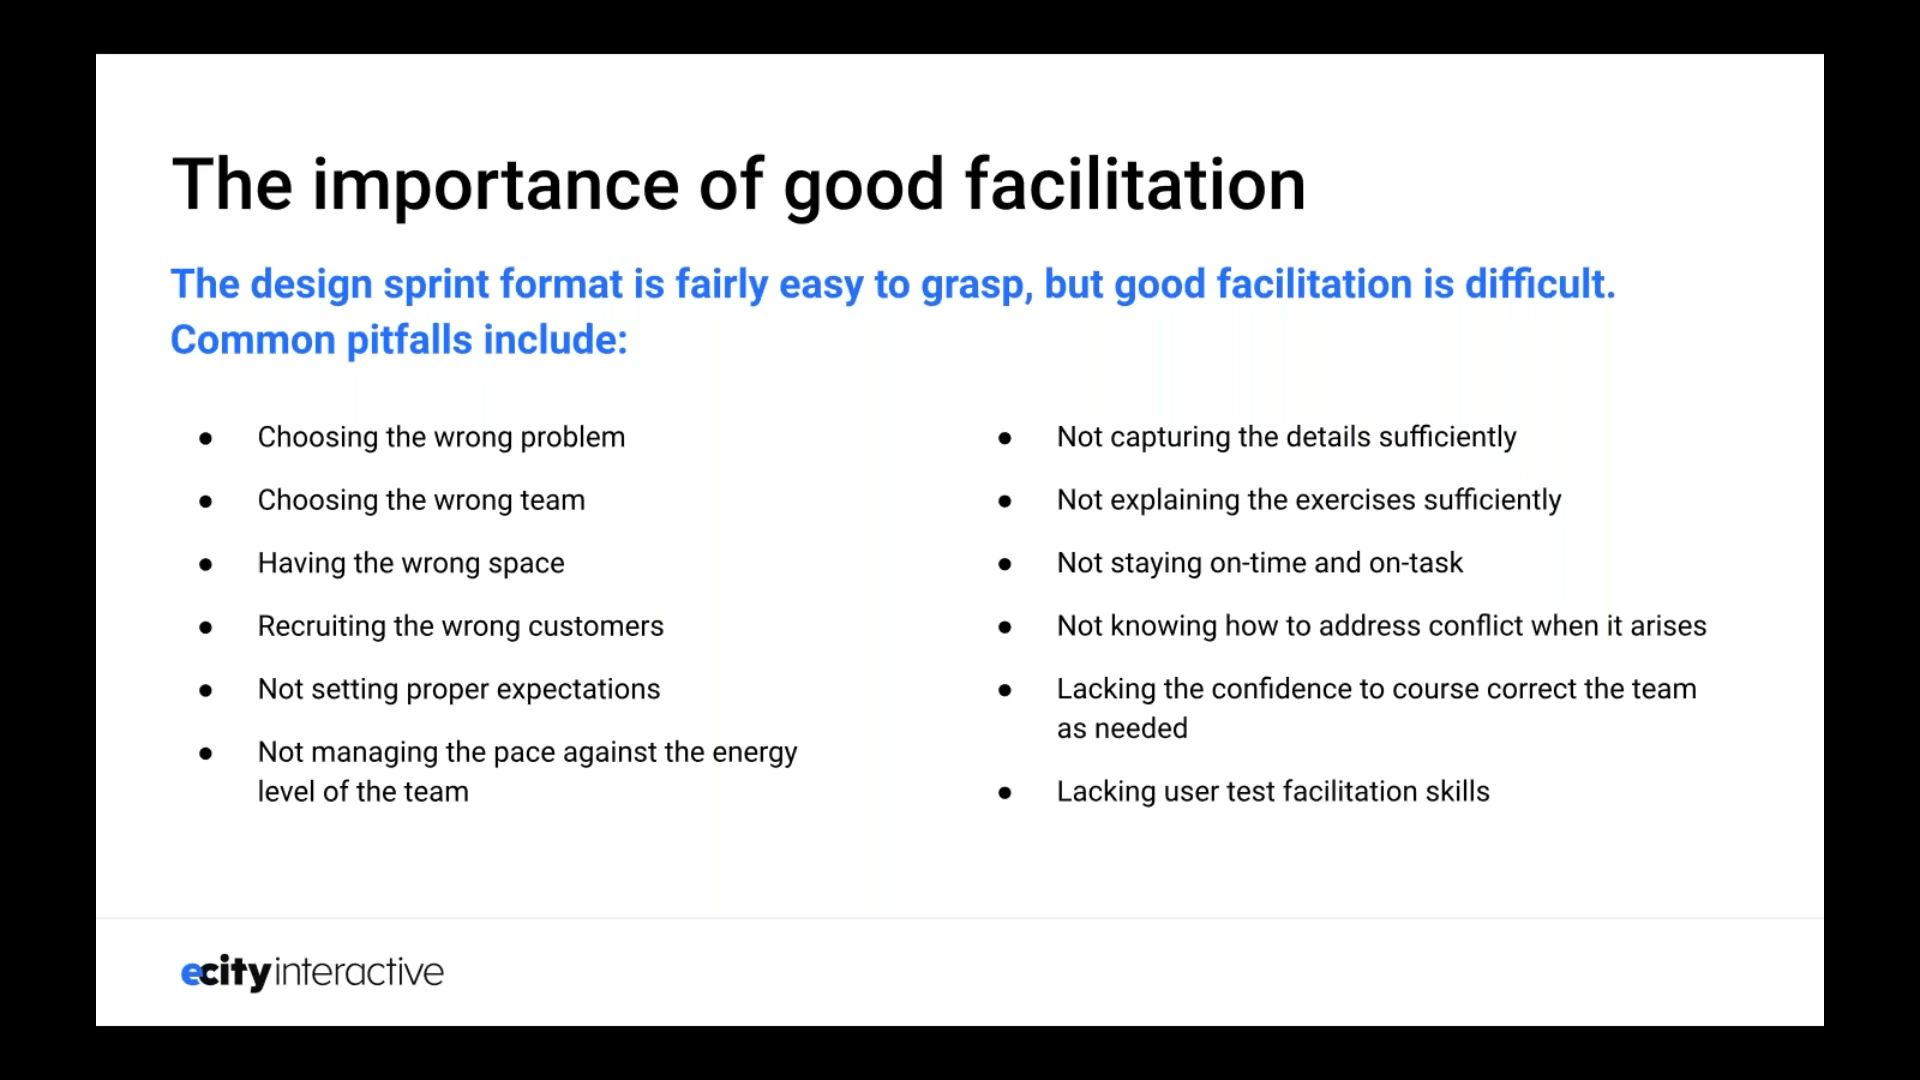 The importance of good facilitation
The design sprint format is fairly easy to grasp, but good facilitation is difficult.
Common pitfalls include:
● Choosing the wrong problem
● Choosing the wrong team
● Having the wrong space
● Recruiting the wrong customers
● Not setting proper expectations
● Not managing the pace against the energy
level of the team
● Not capturing the details sufficiently
● Not explaining the exercises sufficiently
● Not staying on-time and on-task
● Not knowing how to address conflict when it arises
● Lacking the confidence to course correct the team
as needed
● Lacking user test facilitation skills
ecity interactive